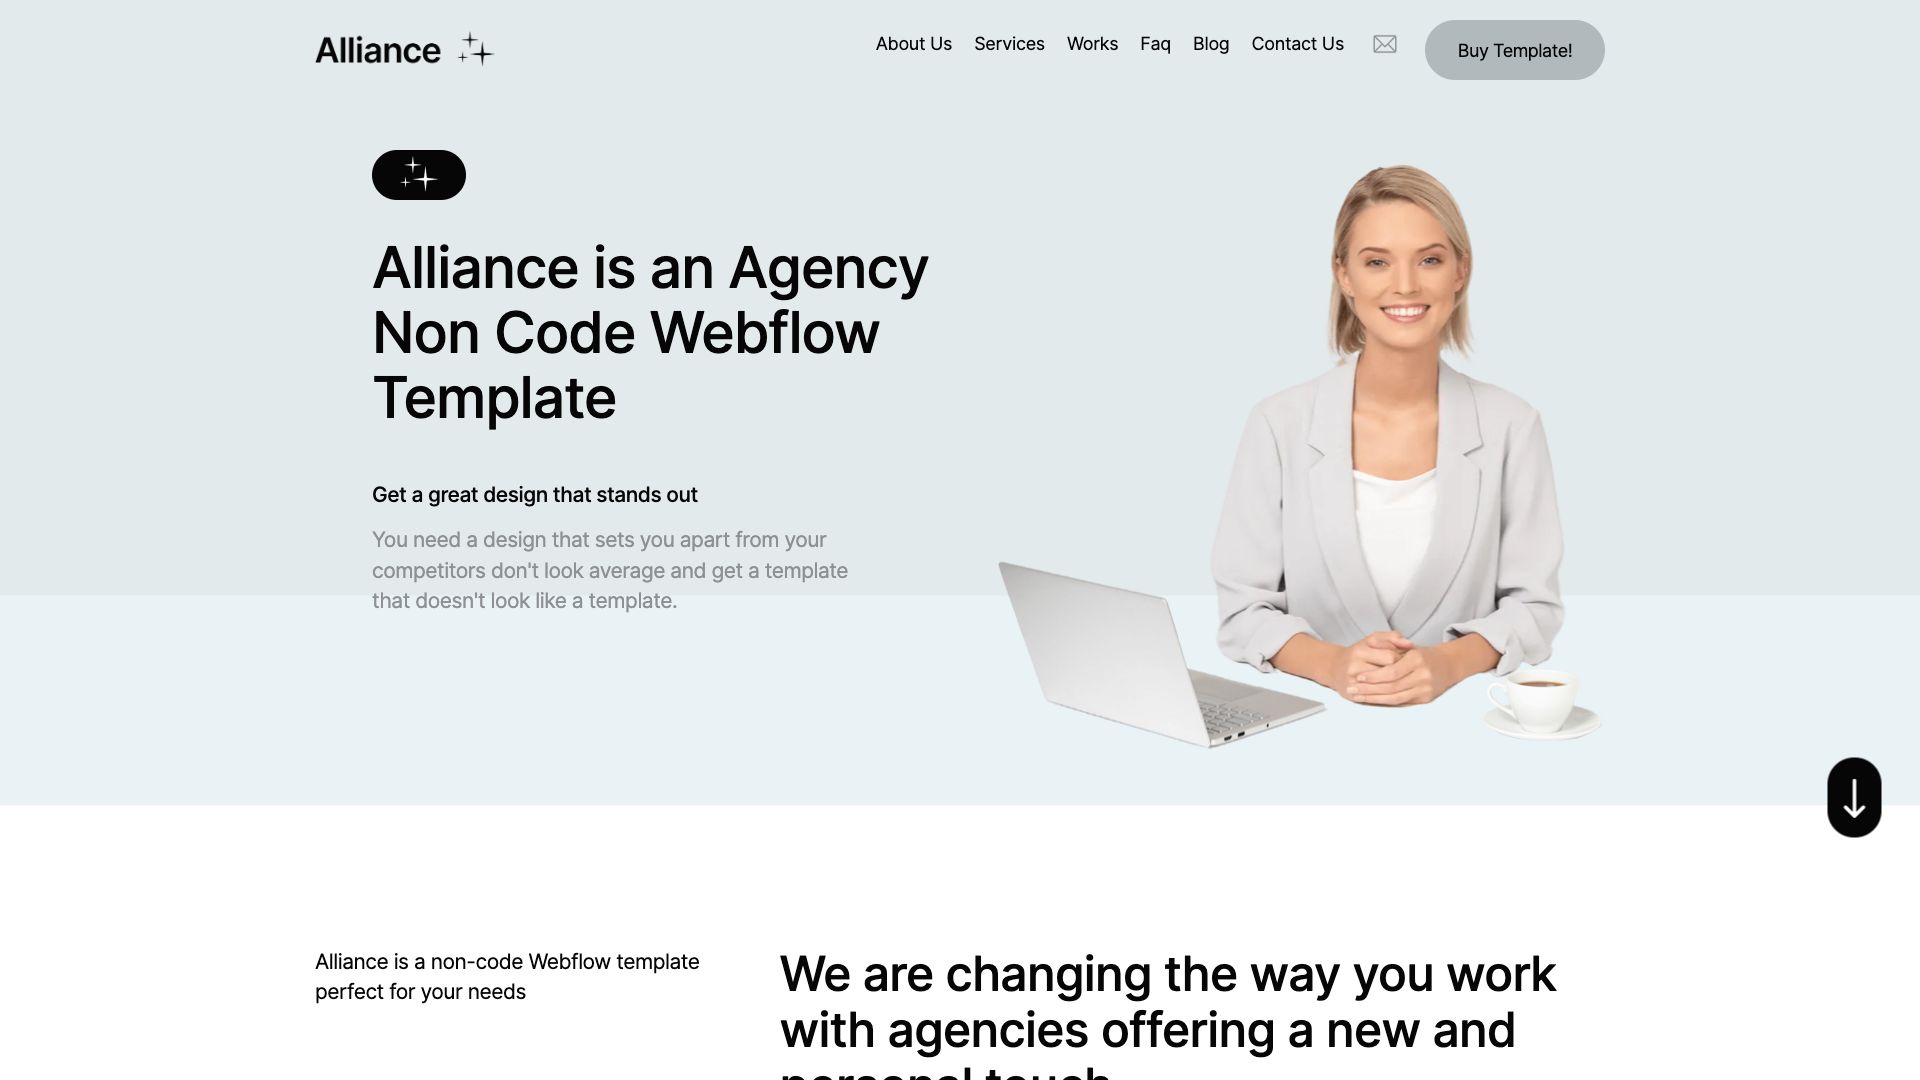 Alliance
About Us
Services
Works
Faq
Blog
Contact Us
Buy Template!
Alliance is an Agency
Non Code Webflow
Template
Get a great design that stands out
You need a design that sets you apart from your
competitors don't look average and get a template
that doesn't look like a template.
Alliance is a non-code Webflow template
perfect for your needs
We are changing the way you work
with agencies offering a new and
personal touch